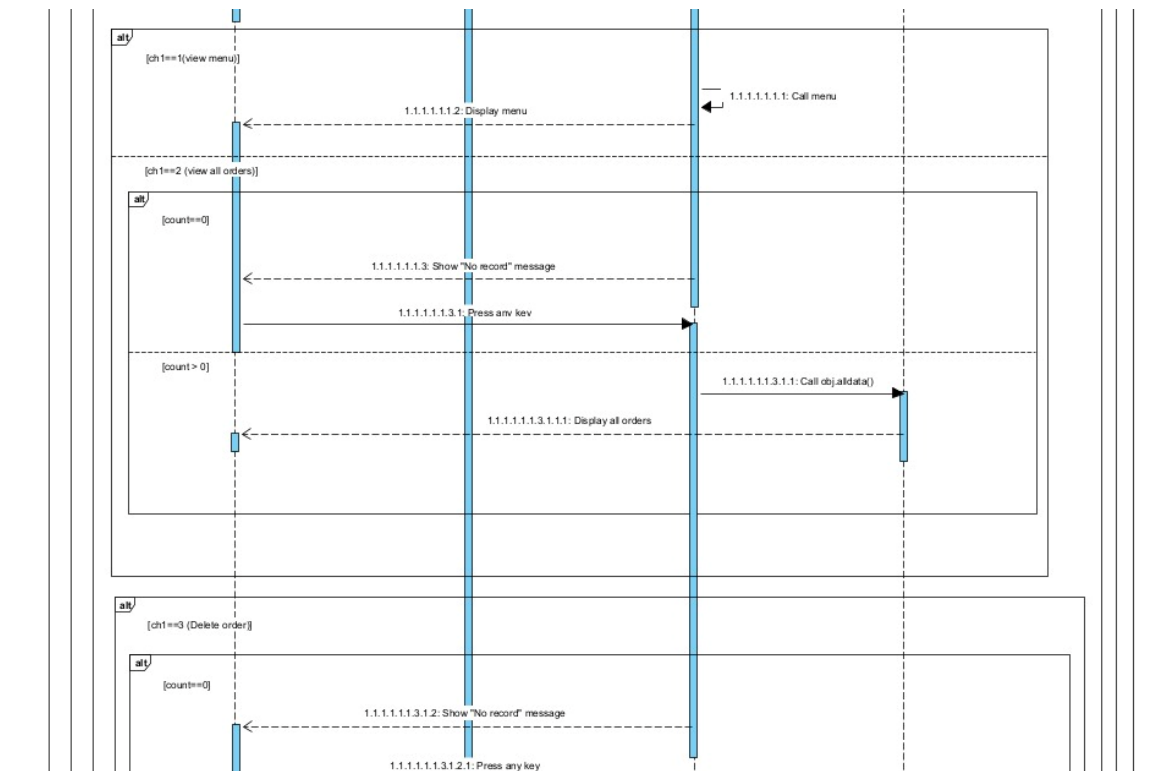 alt
[ch1==1(view menu)]
1.1.1.1.1.1.1: Call menu
1.1.1.1.1.1.2: Display menu
[ch1==2 (view all orders)]
alt
[count==0]
1.1.1.1.1.1.3: Show "No record" message
1.1.1.1.1.1.3.1: Press any key
[count > 0]
1.1.1.1.1.1.3.1.1: Call obj.alldata()
1.1.1.1.1.1.3.1.1.1: Display all orders
alt
[ch1==3 (Delete order)]
alt
[count==0]
1.1.1.1.1.1.3.1.2: Show "No record" message
1.1.1.1.1.1.3.1.2.1: Press any key